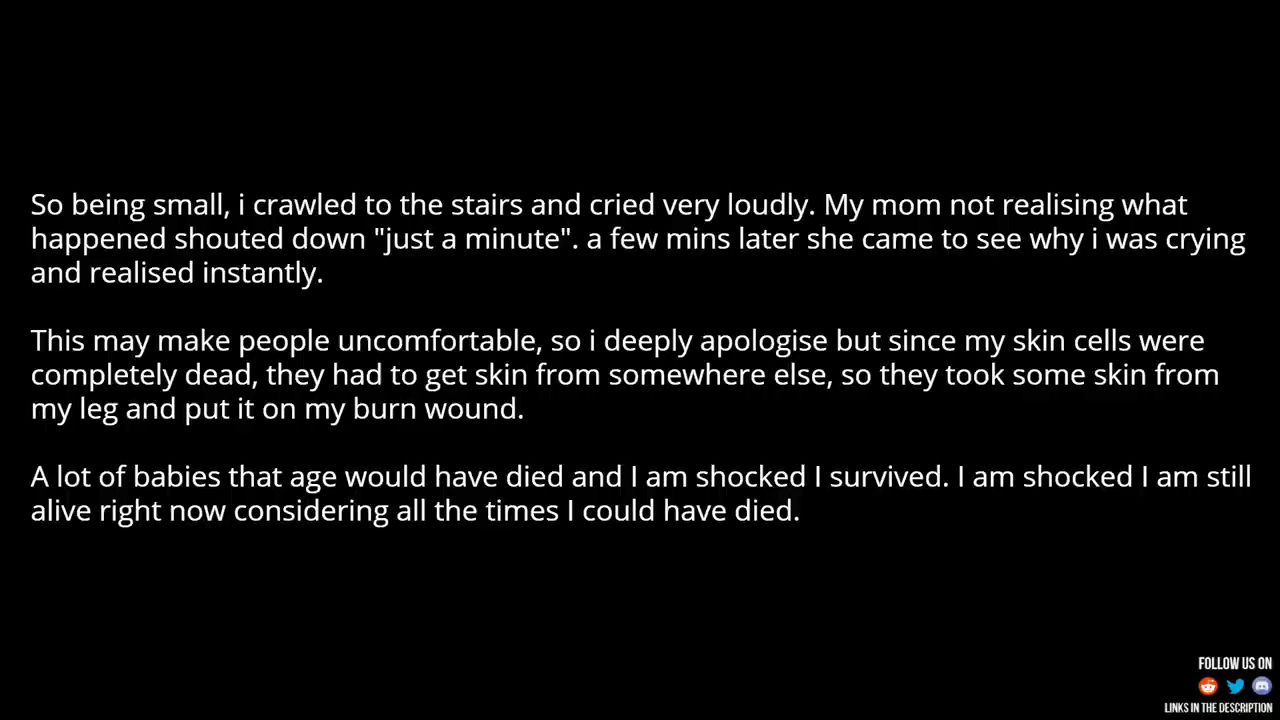 So being small, i crawled to the stairs and cried very loudly. My mom not realising what
happened shouted down "just a minute". a few mins later she came to see why i was crying
and realised instantly.
This may make people uncomfortable, so i deeply apologise but since my skin cells were
completely dead, they had to get skin from somewhere else, so they took some skin from
my leg and put it on my burn wound.
A lot of babies that age would have died and I am shocked I survived. I am shocked I am still
alive right now considering all the times I could have died.
FOLLOW US ON
LINKS IN THE DESCRIPTION